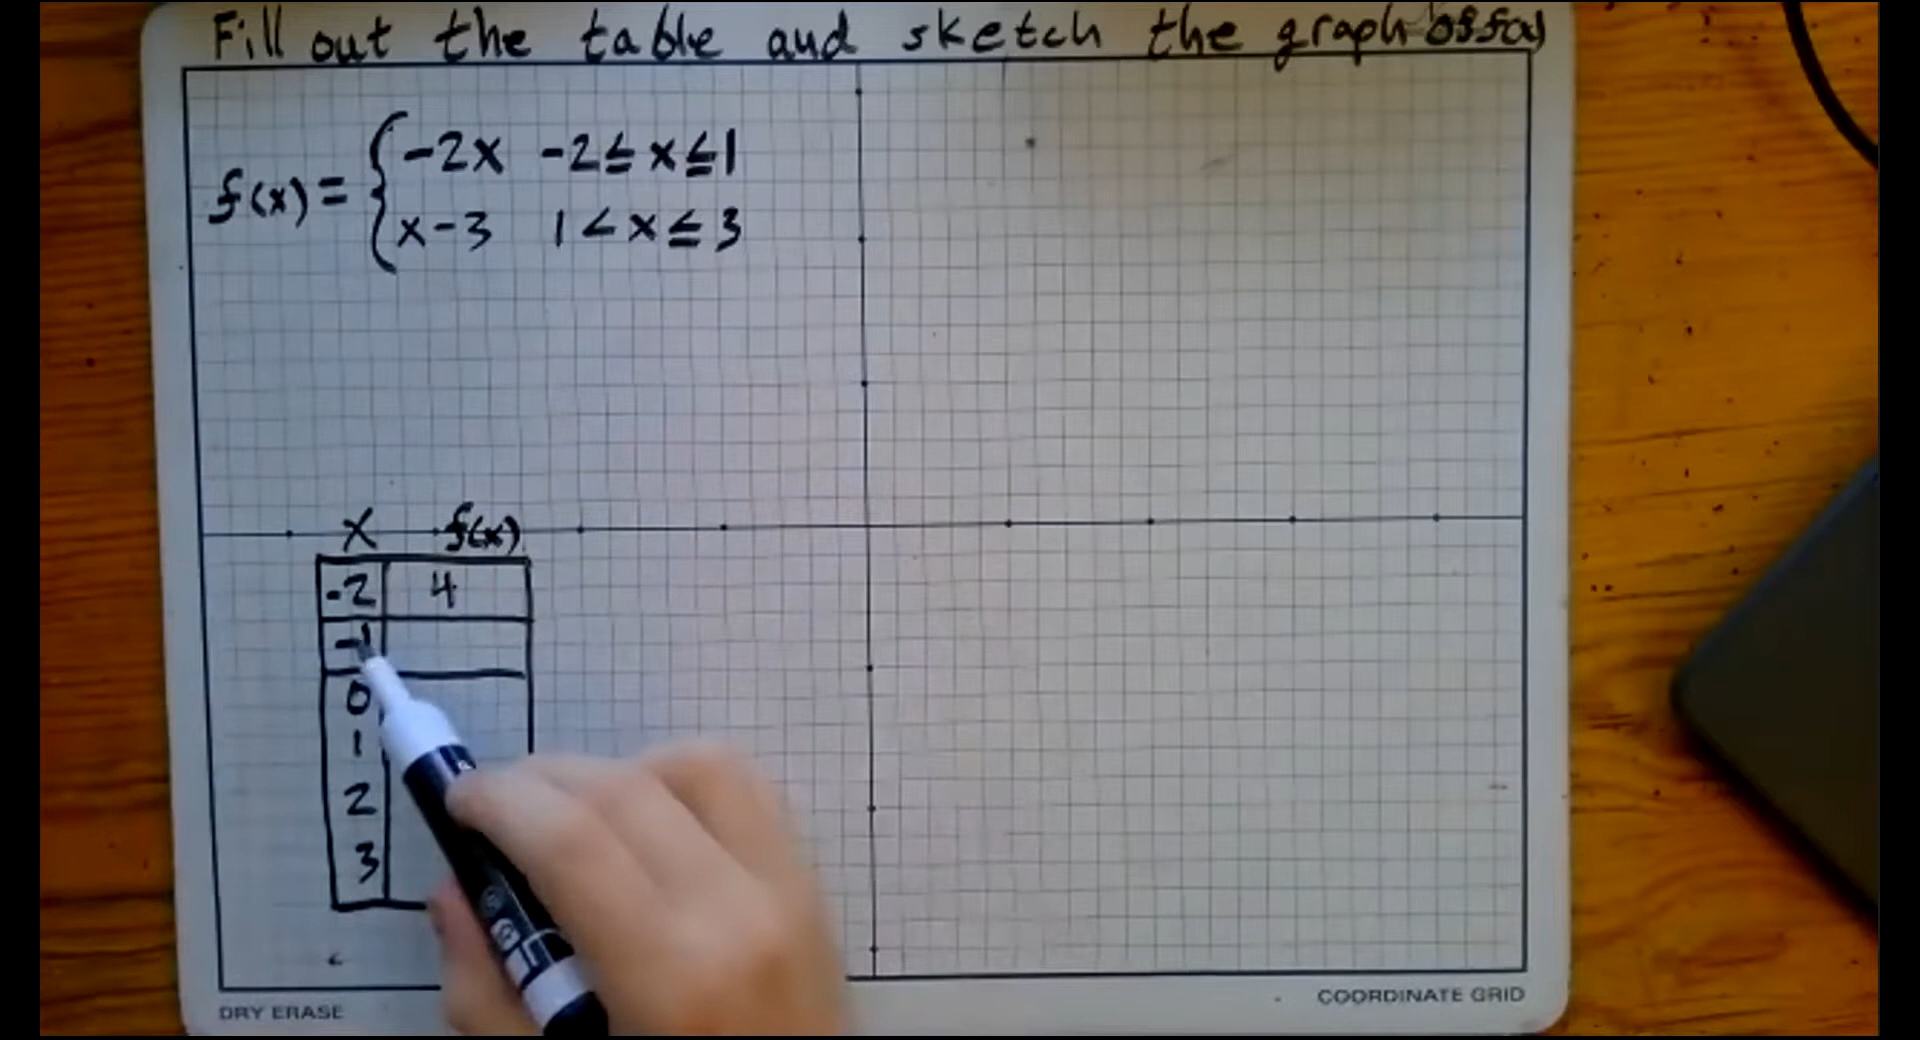 Fill out the table and sketch the graph of f(x)
f(x) = { -2x -2 ≤ x ≤ 1
x - 3 1 < x ≤ 3
x f(x)
-2 4
-1
0
1
2
3
DRY ERASE
COORDINATE GRID